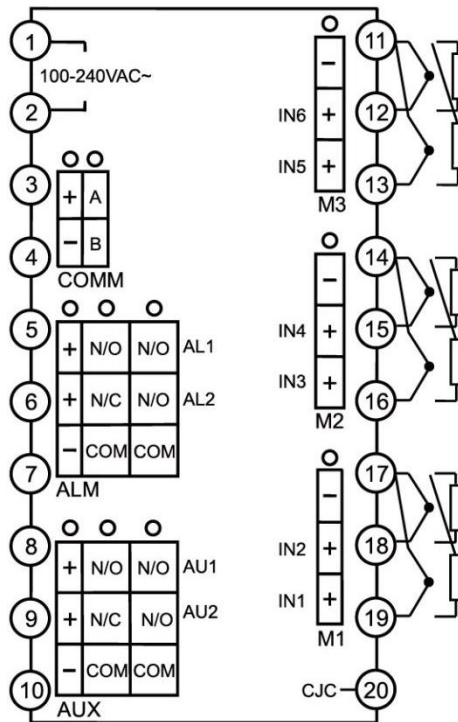 1
100-240VAC~
2
3
+ A
4
− B
COMM
5
+ N/O N/O AL1
6
+ N/C N/O AL2
7
− COM COM
ALM
8
+ N/O N/O AU1
9
+ N/C N/O AU2
10
− COM COM
AUX
11
−
12
IN6 +
13
IN5 +
M3
14
−
15
IN4 +
16
IN3 +
M2
17
−
18
IN2 +
19
IN1 +
M1
CJC 20